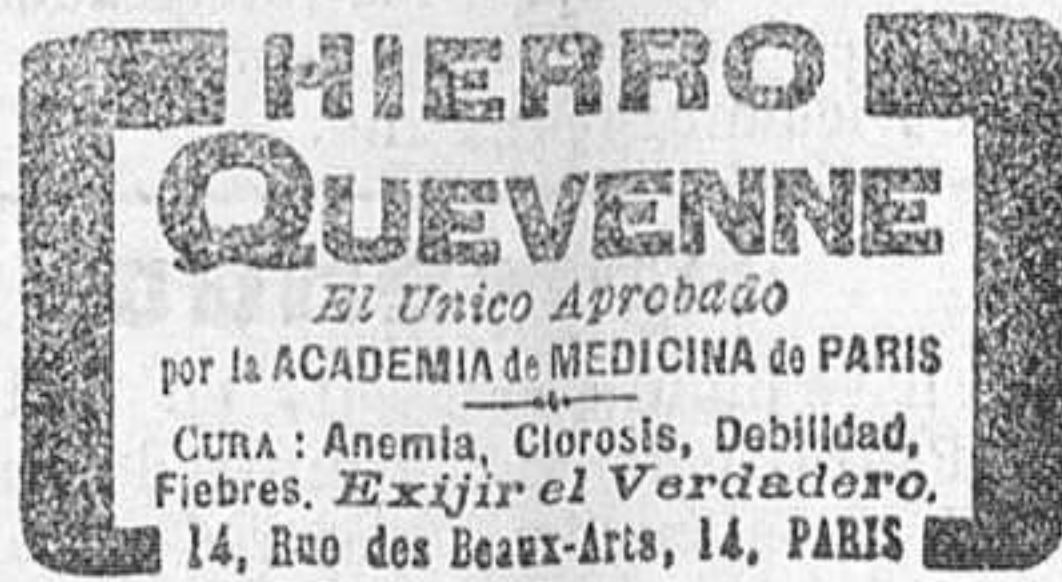 HIERRO
QUEVENNE
El Unico Aprobado
por la ACADEMIA de MEDICINA de PARIS
CURA : Anemia, Clorosis, Debilidad,
Fiebres. Exijir el Verdadero.
14, Rue des Beaux-Arts, 14, PARIS